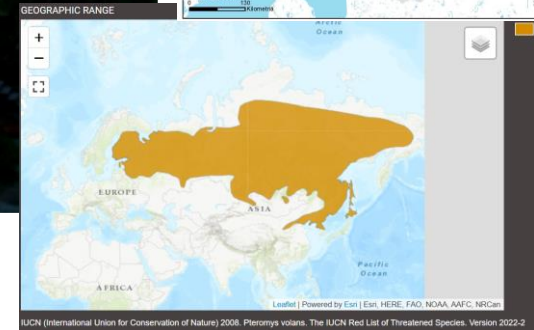 130
Kilometris
GEOGRAPHIC RANGE
Arctic
Ocean
+
−
EUROPE
ASIA
Pacific
Ocean
AFRICA
Leaflet | Powered by Esri | Esri, HERE, FAO, NOAA, AAFC, NRCan
IUCN (International Union for Conservation of Nature) 2008. Pteromys volans. The IUCN Red List of Threatened Species. Version 2022-2